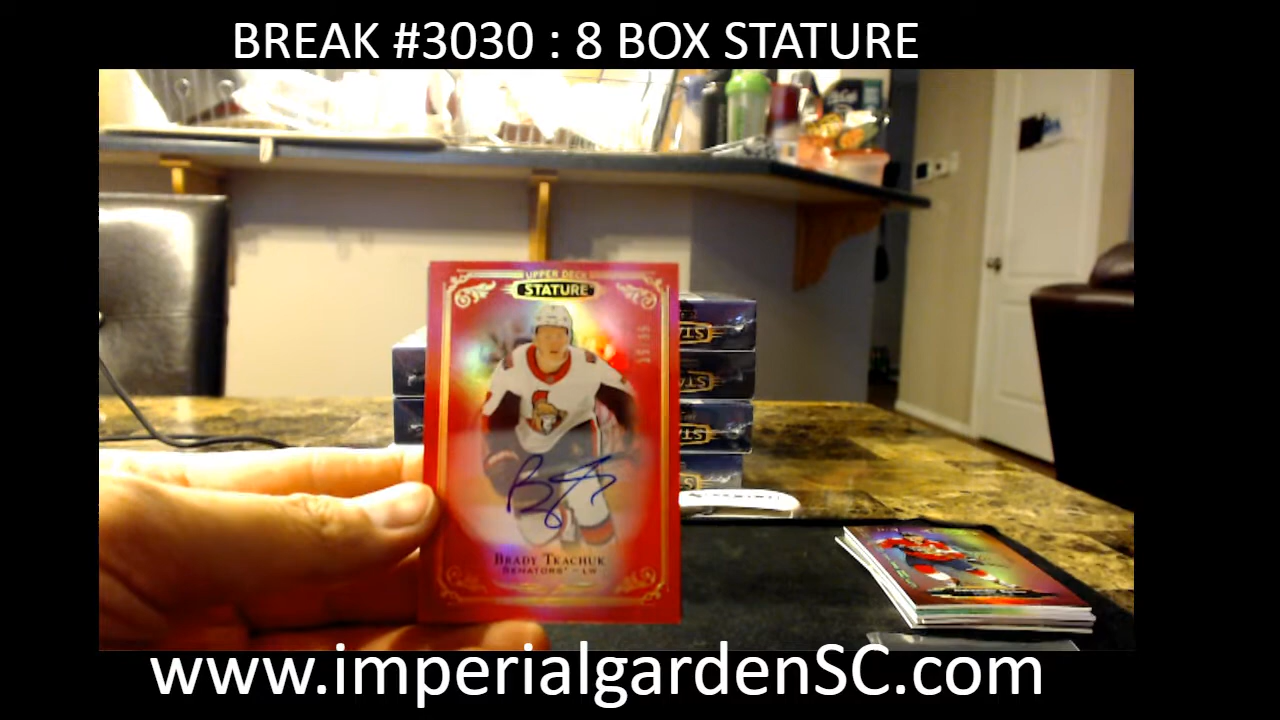 BREAK #3030 : 8 BOX STATURE
UPPER DECK
STATURE
BRADY TKACHUK
SENATORS • LW
www.imperialgardenSC.com